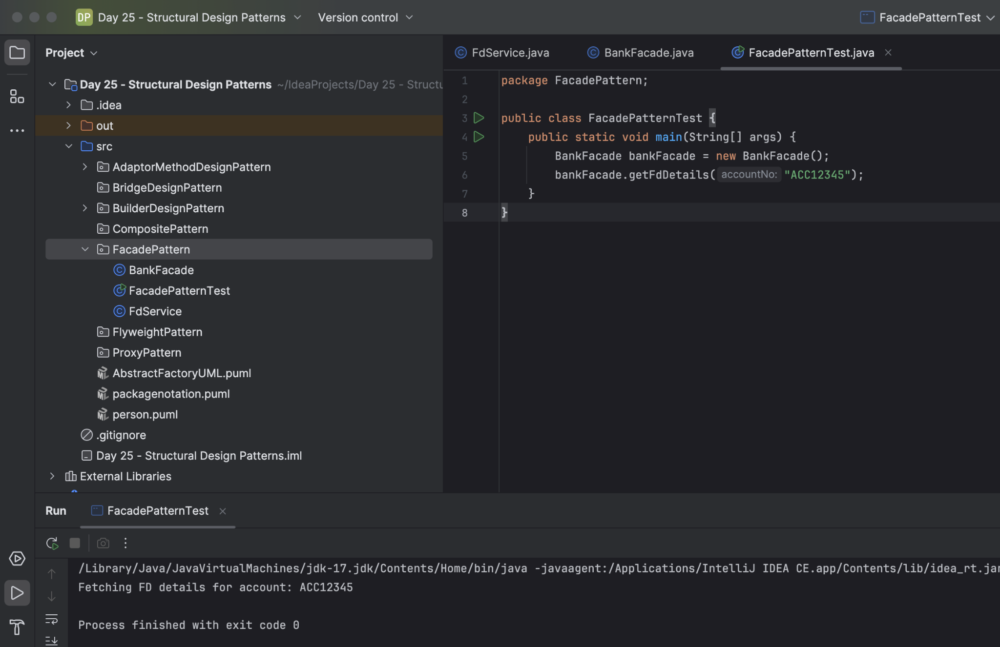 DP Day 25 - Structural Design Patterns
Version control
FacadePatternTest
Project
Day 25 - Structural Design Patterns ~/IdeaProjects/Day 25 - Structu
.idea
out
src
AdaptorMethodDesignPattern
BridgeDesignPattern
BuilderDesignPattern
CompositePattern
FacadePattern
BankFacade
FacadePatternTest
FdService
FlyweightPattern
ProxyPattern
AbstractFactoryUML.puml
packagenotation.puml
person.puml
.gitignore
Day 25 - Structural Design Patterns.iml
External Libraries
FdService.java
BankFacade.java
FacadePatternTest.java
1 package FacadePattern;
2
3 public class FacadePatternTest {
4 public static void main(String[] args) {
5 BankFacade bankFacade = new BankFacade();
6 bankFacade.getFdDetails( accountNo: "ACC12345");
7 }
8 }
Run
FacadePatternTest
/Library/Java/JavaVirtualMachines/jdk-17.jdk/Contents/Home/bin/java -javaagent:/Applications/IntelliJ IDEA CE.app/Contents/lib/idea_rt.jar
Fetching FD details for account: ACC12345
Process finished with exit code 0